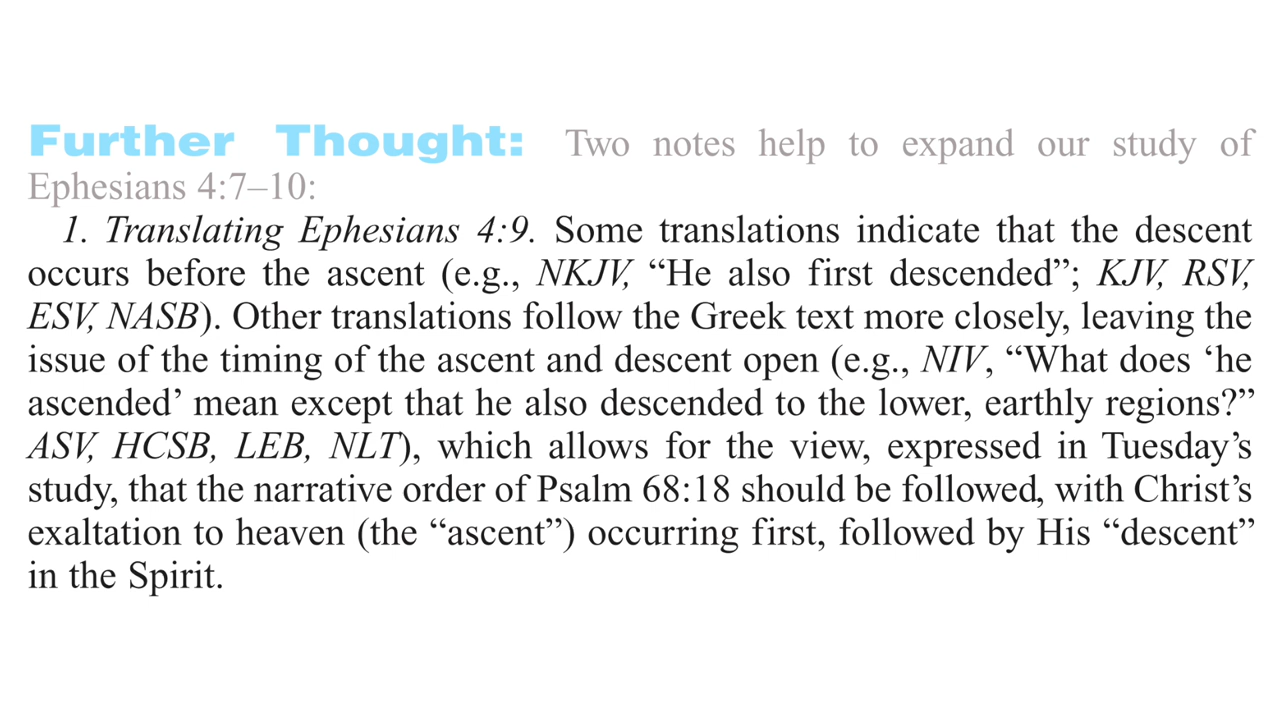 Further Thought: Two notes help to expand our study of
Ephesians 4:7–10:
1. Translating Ephesians 4:9. Some translations indicate that the descent
occurs before the ascent (e.g., NKJV, “He also first descended”; KJV, RSV,
ESV, NASB). Other translations follow the Greek text more closely, leaving the
issue of the timing of the ascent and descent open (e.g., NIV, “What does ‘he
ascended’ mean except that he also descended to the lower, earthly regions?”
ASV, HCSB, LEB, NLT), which allows for the view, expressed in Tuesday’s
study, that the narrative order of Psalm 68:18 should be followed, with Christ’s
exaltation to heaven (the “ascent”) occurring first, followed by His “descent”
in the Spirit.